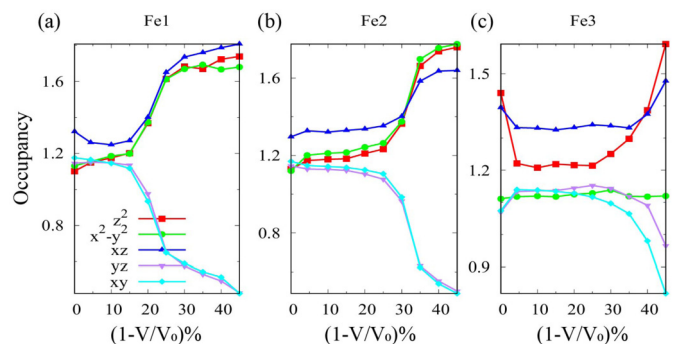 (a) Fe1 (b) Fe2 (c) Fe3
Occupancy
1.6
1.2
0.8
z²
x²-y²
xz
yz
xy
0 10 20 30 40
(1-V/V₀)%
1.6
1.2
0.8
0 10 20 30 40
(1-V/V₀)%
1.5
1.2
0.9
0 10 20 30 40
(1-V/V₀)%